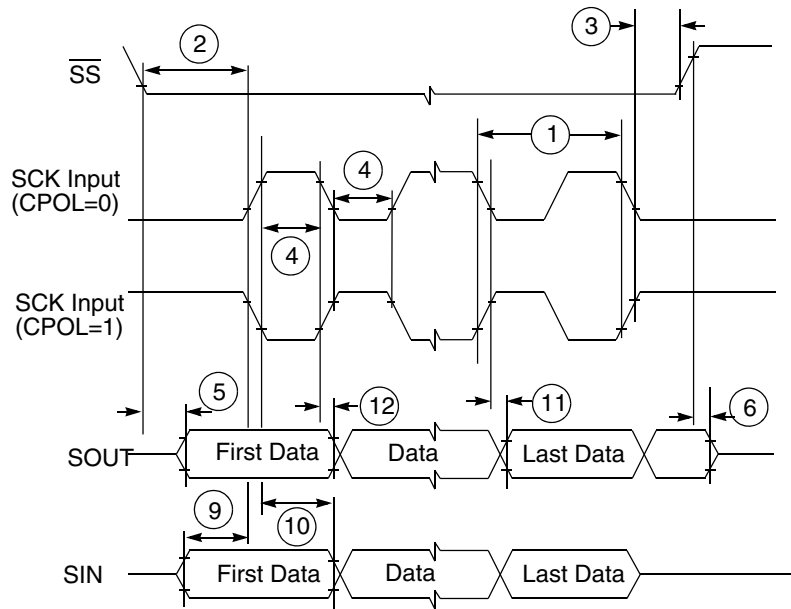 2
3
SS
1
SCK Input
(CPOL=0)
4
4
SCK Input
(CPOL=1)
5
12
11
6
SOUT
First Data
Data
Last Data
9
10
SIN
First Data
Data
Last Data